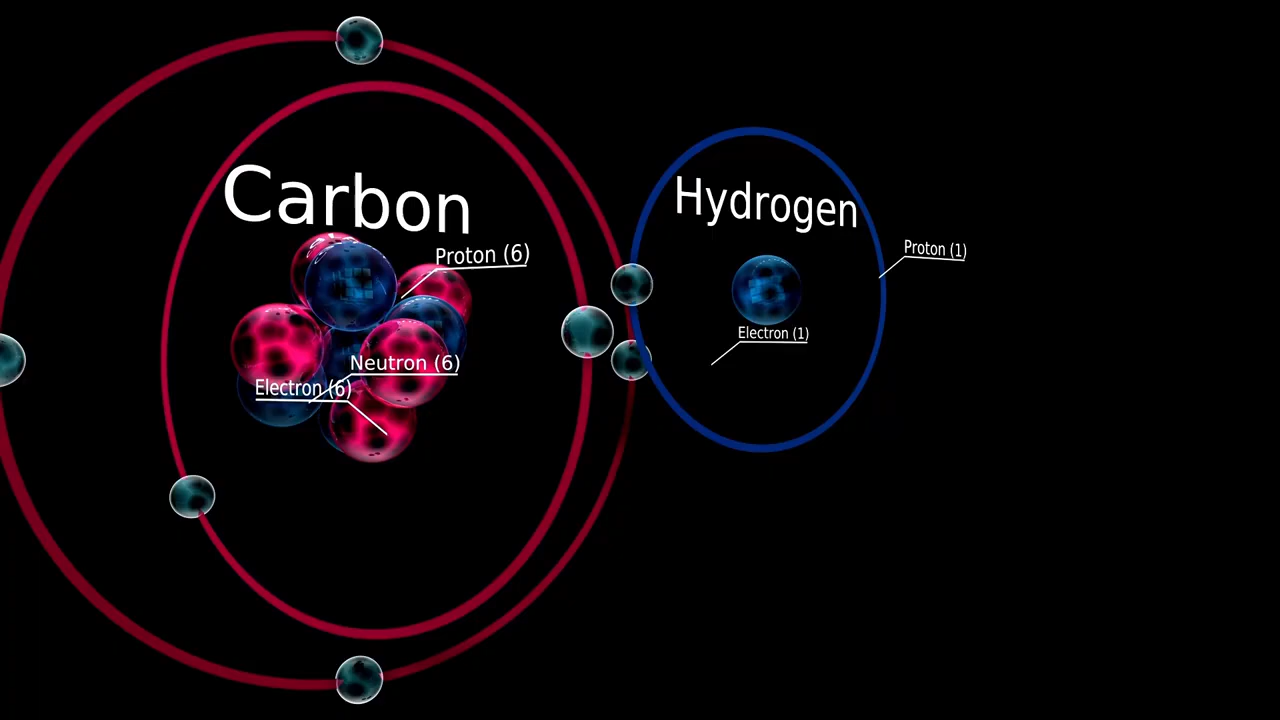 Carbon
Proton (6)
Neutron (6)
Electron (6)
Hydrogen
Proton (1)
Electron (1)